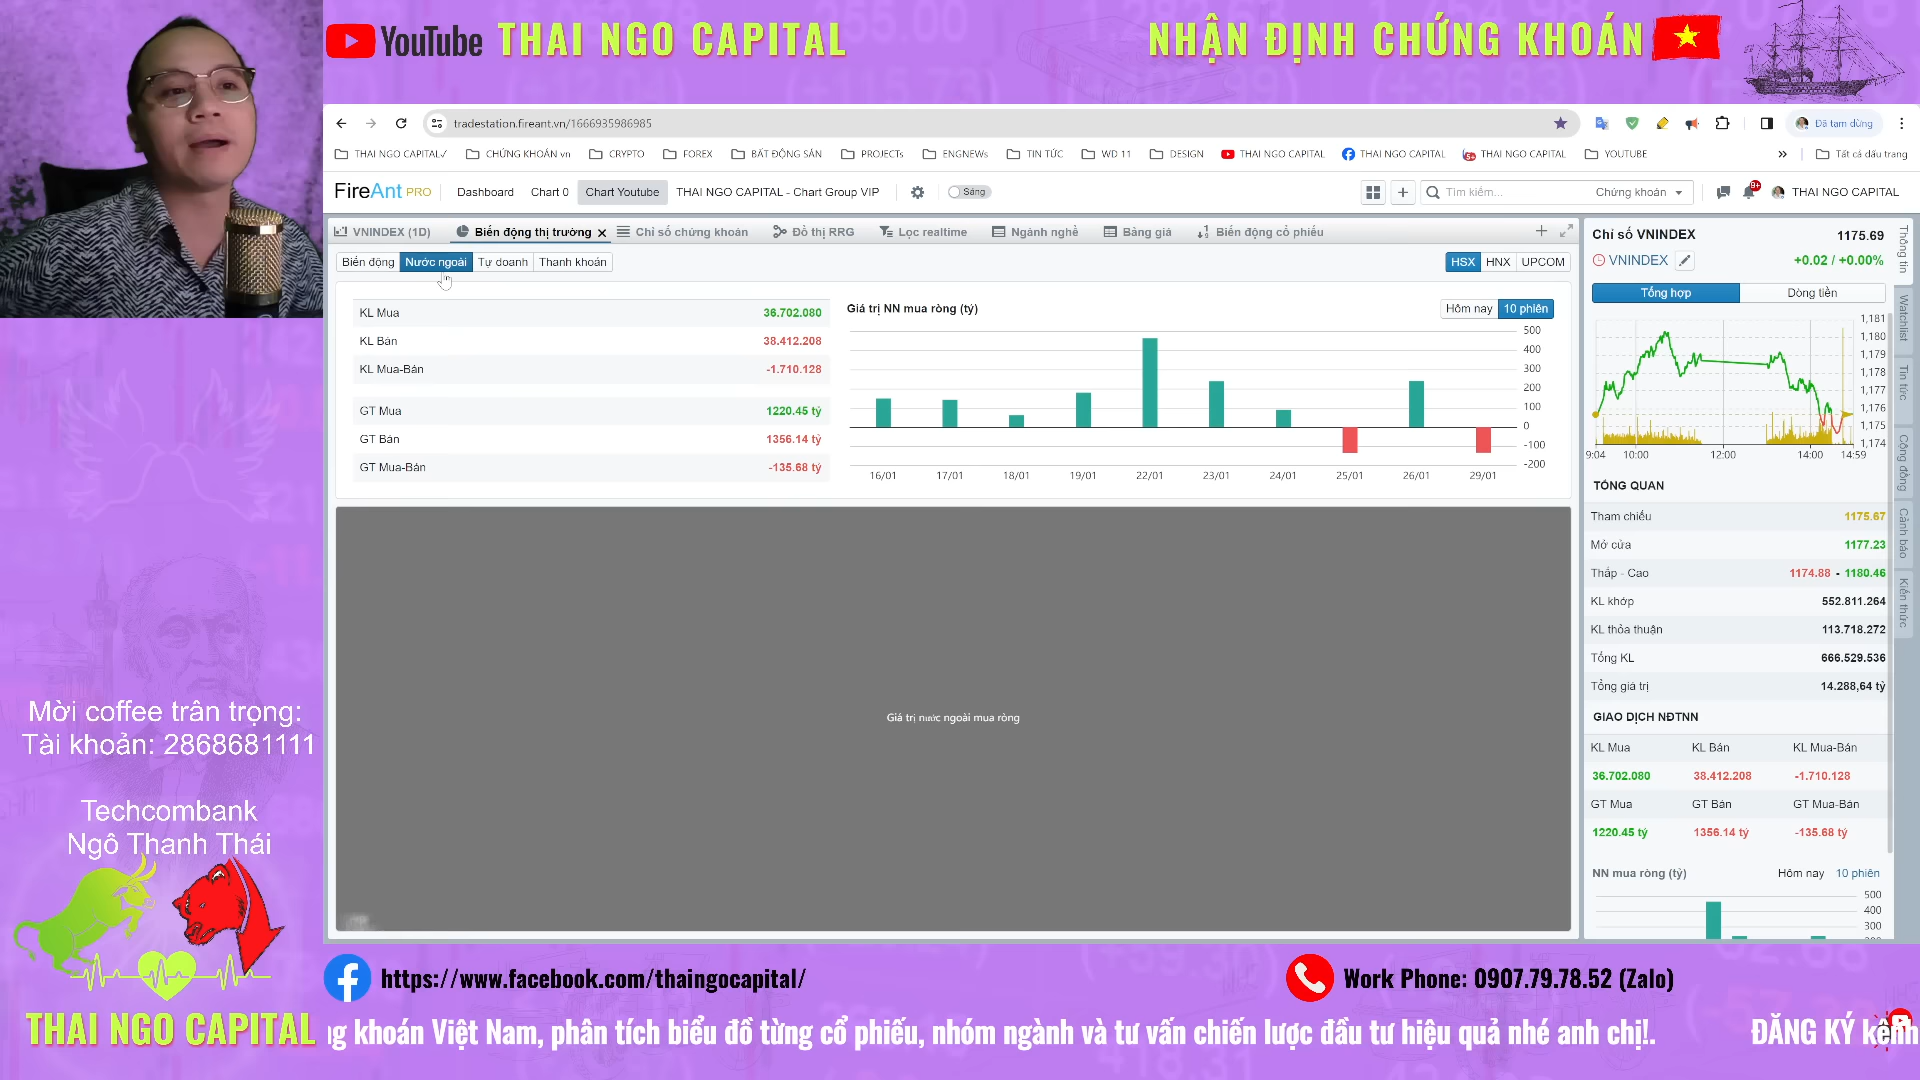 YouTube THAI NGO CAPITAL
NHẬN ĐỊNH CHỨNG KHOÁN
tradestation.fireant.vn/1666935986985
Đã tạm dừng
THAI NGO CAPITAL✓ CHỨNG KHOÁN vn CRYPTO FOREX BẤT ĐỘNG SẢN PROJECTs ENGNEWs TIN TỨC WD 11 DESIGN THAI NGO CAPITAL THAI NGO CAPITAL THAI NGO CAPITAL YOUTUBE » Tất cả dấu trang
FireAnt PRO Dashboard Chart 0 Chart Youtube THAI NGO CAPITAL - Chart Group VIP Sáng
Tìm kiếm... Chứng khoán 9+ THAI NGO CAPITAL
VNINDEX (1D) Biến động thị trường Chỉ số chứng khoán Đồ thị RRG Lọc realtime Ngành nghề Bảng giá Biến động cổ phiếu
Biến động Nước ngoài Tự doanh Thanh khoản
HSX HNX UPCOM
KL Mua 36.702.080
KL Bán 38.412.208
KL Mua-Bán -1.710.128
GT Mua 1220.45 tỷ
GT Bán 1356.14 tỷ
GT Mua-Bán -135.68 tỷ
Giá trị NN mua ròng (tỷ)
Hôm nay 10 phiên
500
400
300
200
100
0
-100
-200
16/01 17/01 18/01 19/01 22/01 23/01 24/01 25/01 26/01 29/01
Giá trị nước ngoài mua ròng
Chỉ số VNINDEX 1175.69
VNINDEX +0.02 / +0.00%
Tổng hợp Dòng tiền
1,181
1,180
1,179
1,178
1,177
1,176
1,175
1,174
9:04 10:00 12:00 14:00 14:59
TỔNG QUAN
Tham chiếu 1175.67
Mở cửa 1177.23
Thấp - Cao 1174.88 - 1180.46
KL khớp 552.811.264
KL thỏa thuận 113.718.272
Tổng KL 666.529.536
Tổng giá trị 14.288,64 tỷ
GIAO DỊCH NĐTNN
KL Mua KL Bán KL Mua-Bán
36.702.080 38.412.208 -1.710.128
GT Mua GT Bán GT Mua-Bán
1220.45 tỷ 1356.14 tỷ -135.68 tỷ
NN mua ròng (tỷ) Hôm nay 10 phiên
500
400
300
Thông tin
Watchlist
Tin tức
Cộng đồng
Cảnh báo
Kiến thức
Mời coffee trân trọng:
Tài khoản: 2868681111
Techcombank
Ngô Thanh Thái
THAI NGO CAPITAL
https://www.facebook.com/thaingocapital/
Work Phone: 0907.79.78.52 (Zalo)
khoán Việt Nam, phân tích biểu đồ từng cổ phiếu, nhóm ngành và tư vấn chiến lược đầu tư hiệu quả nhé anh chị!. ĐĂNG KÝ kênh